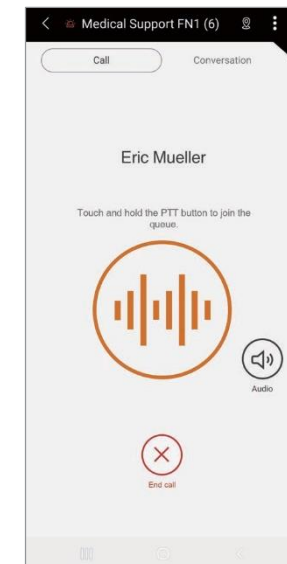 Medical Support FN1 (6)
Call
Conversation
Eric Mueller
Touch and hold the PTT button to join the
queue.
Audio
End call